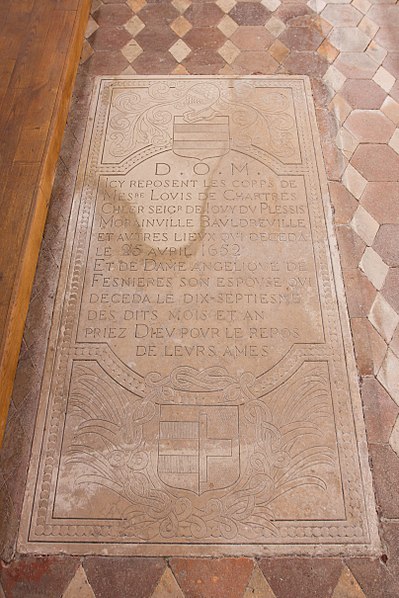 D.O.M.
ICY REPOSENT LES CORPS DE
MESRE LOVIS DE CHARTRES
CHLER SEIGR DE IOVY DV PLESSIS
MORAINVILLE BAVLDREVILLE
ET AVTRES LIEVX QVI DECEDA
LE 25 AVRIL 1652
ET DE DAME ANGELIQVE DE
FESNIERES SON ESPOVSE QVI
DECEDA LE DIX-SEPTIESME
DES DITS MOIS ET AN
PRIEZ DIEV POVR LE REPOS
DE LEVRS AMES